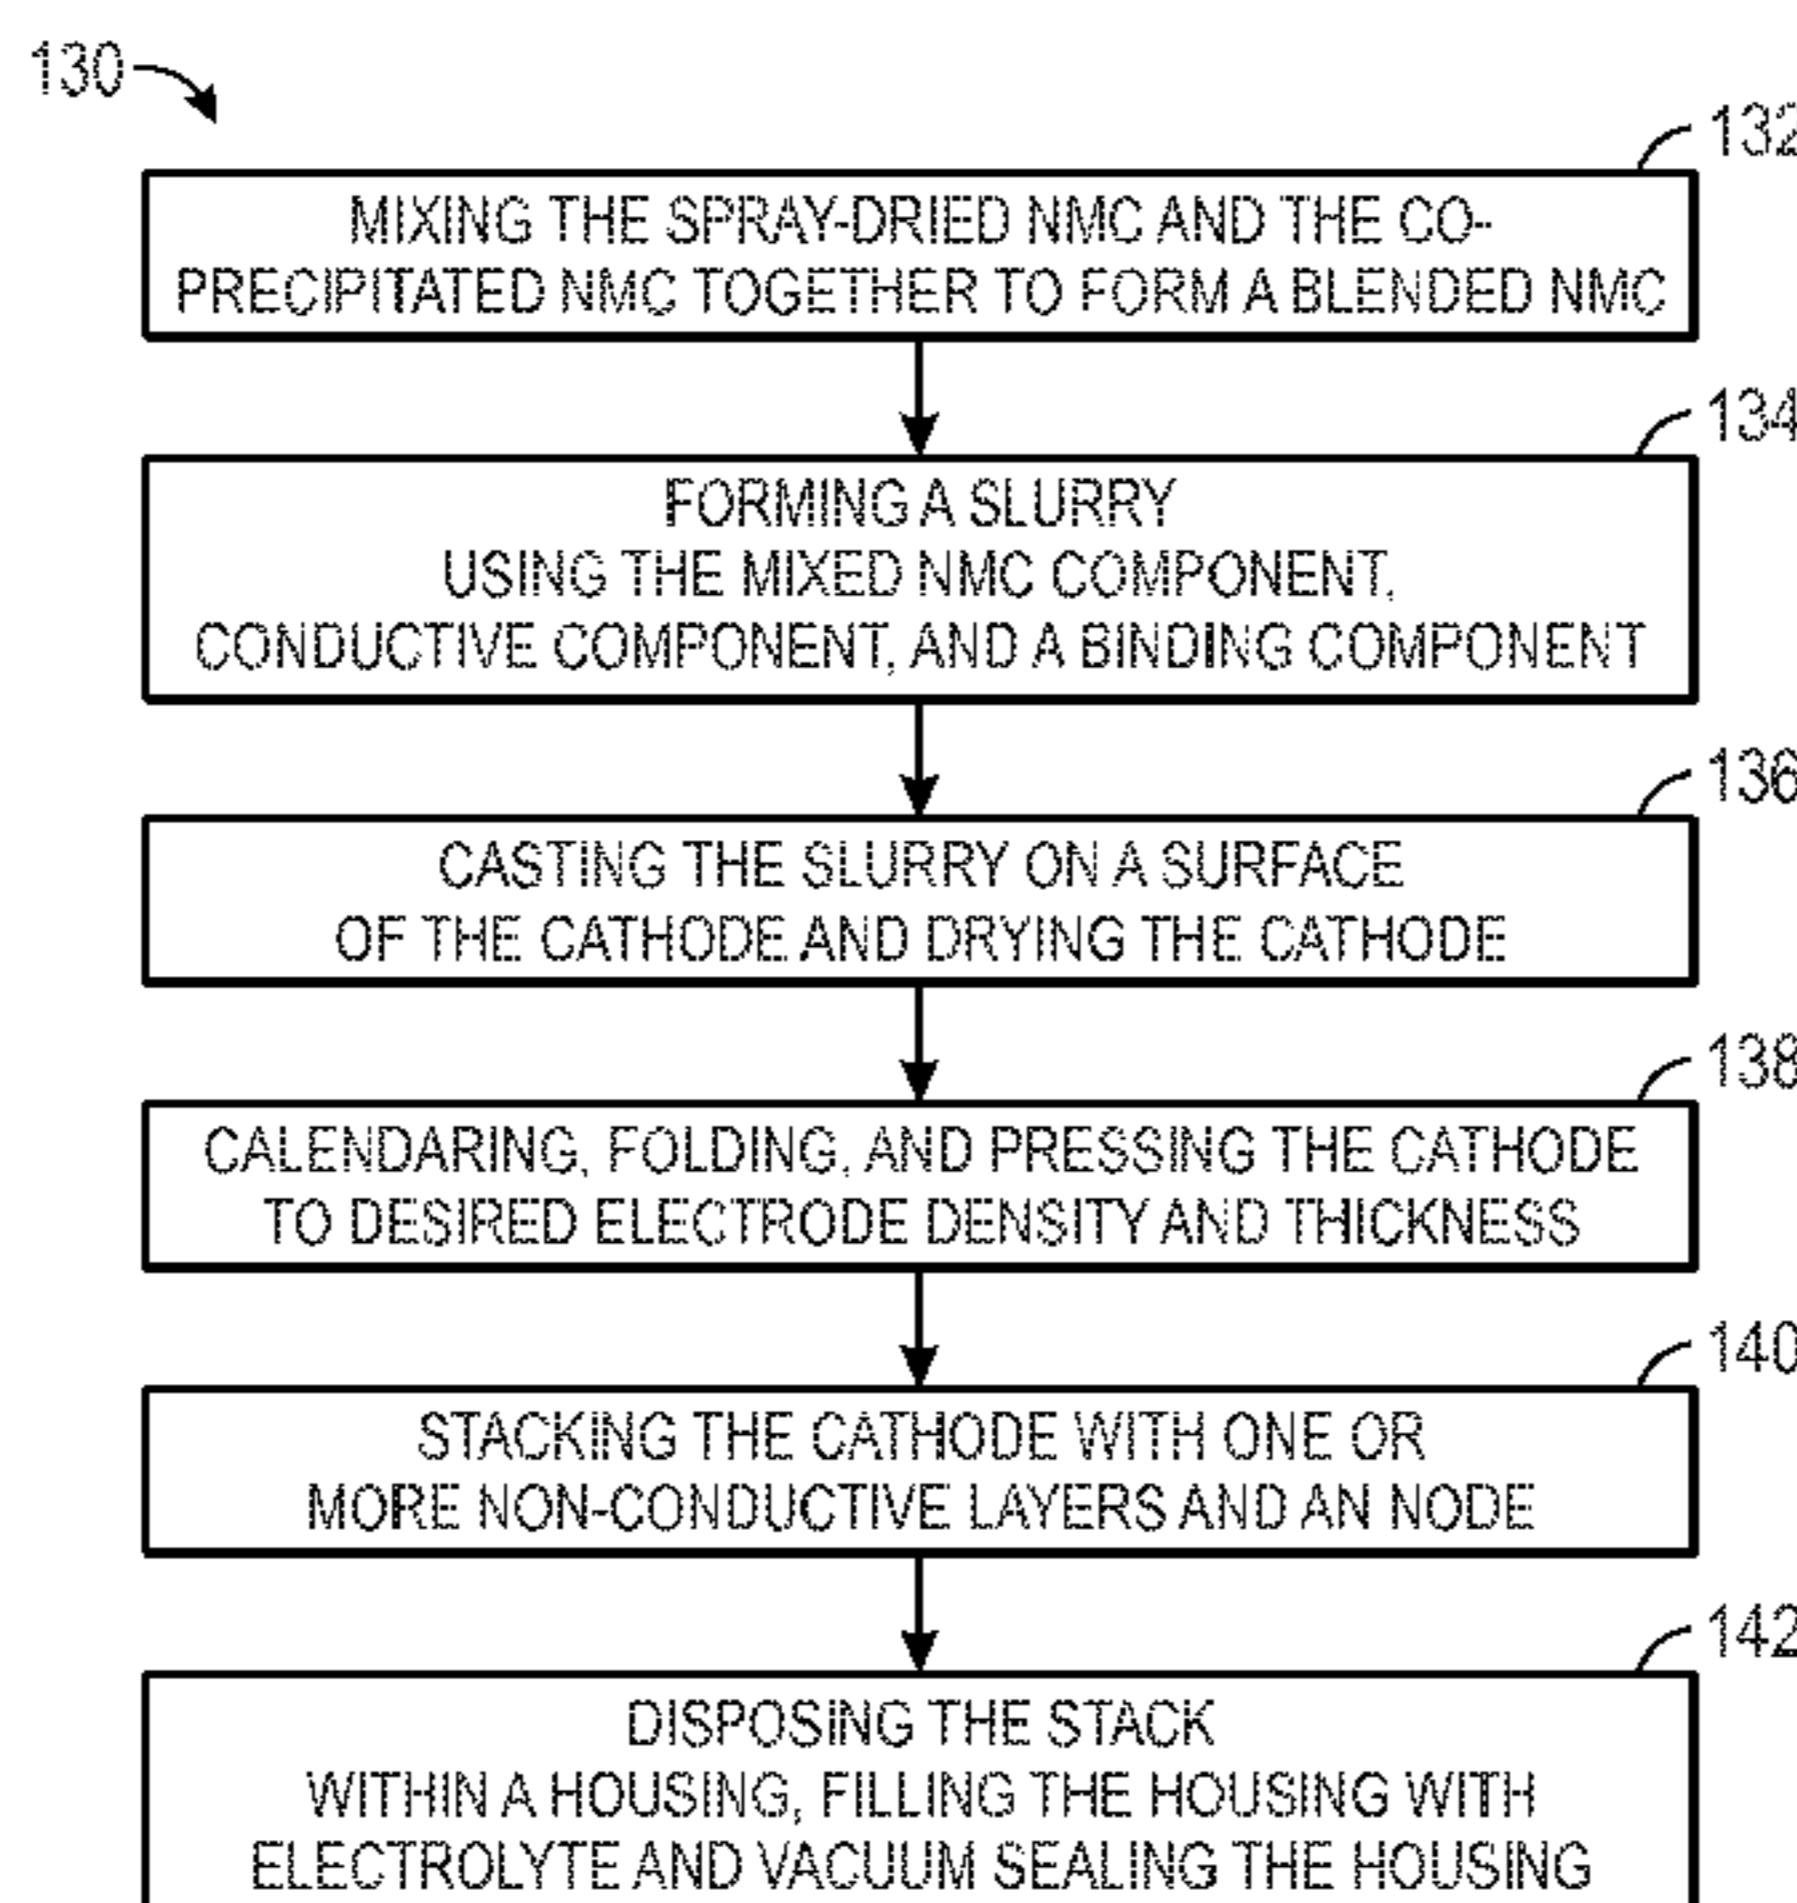 130
132
MIXING THE SPRAY-DRIED NMC AND THE CO-
PRECIPITATED NMC TOGETHER TO FORM A BLENDED NMC
134
FORMING A SLURRY
USING THE MIXED NMC COMPONENT,
CONDUCTIVE COMPONENT, AND A BINDING COMPONENT
136
CASTING THE SLURRY ON A SURFACE
OF THE CATHODE AND DRYING THE CATHODE
138
CALENDARING, FOLDING, AND PRESSING THE CATHODE
TO DESIRED ELECTRODE DENSITY AND THICKNESS
140
STACKING THE CATHODE WITH ONE OR
MORE NON-CONDUCTIVE LAYERS AND AN NODE
142
DISPOSING THE STACK
WITHIN A HOUSING, FILLING THE HOUSING WITH
ELECTROLYTE AND VACUUM SEALING THE HOUSING